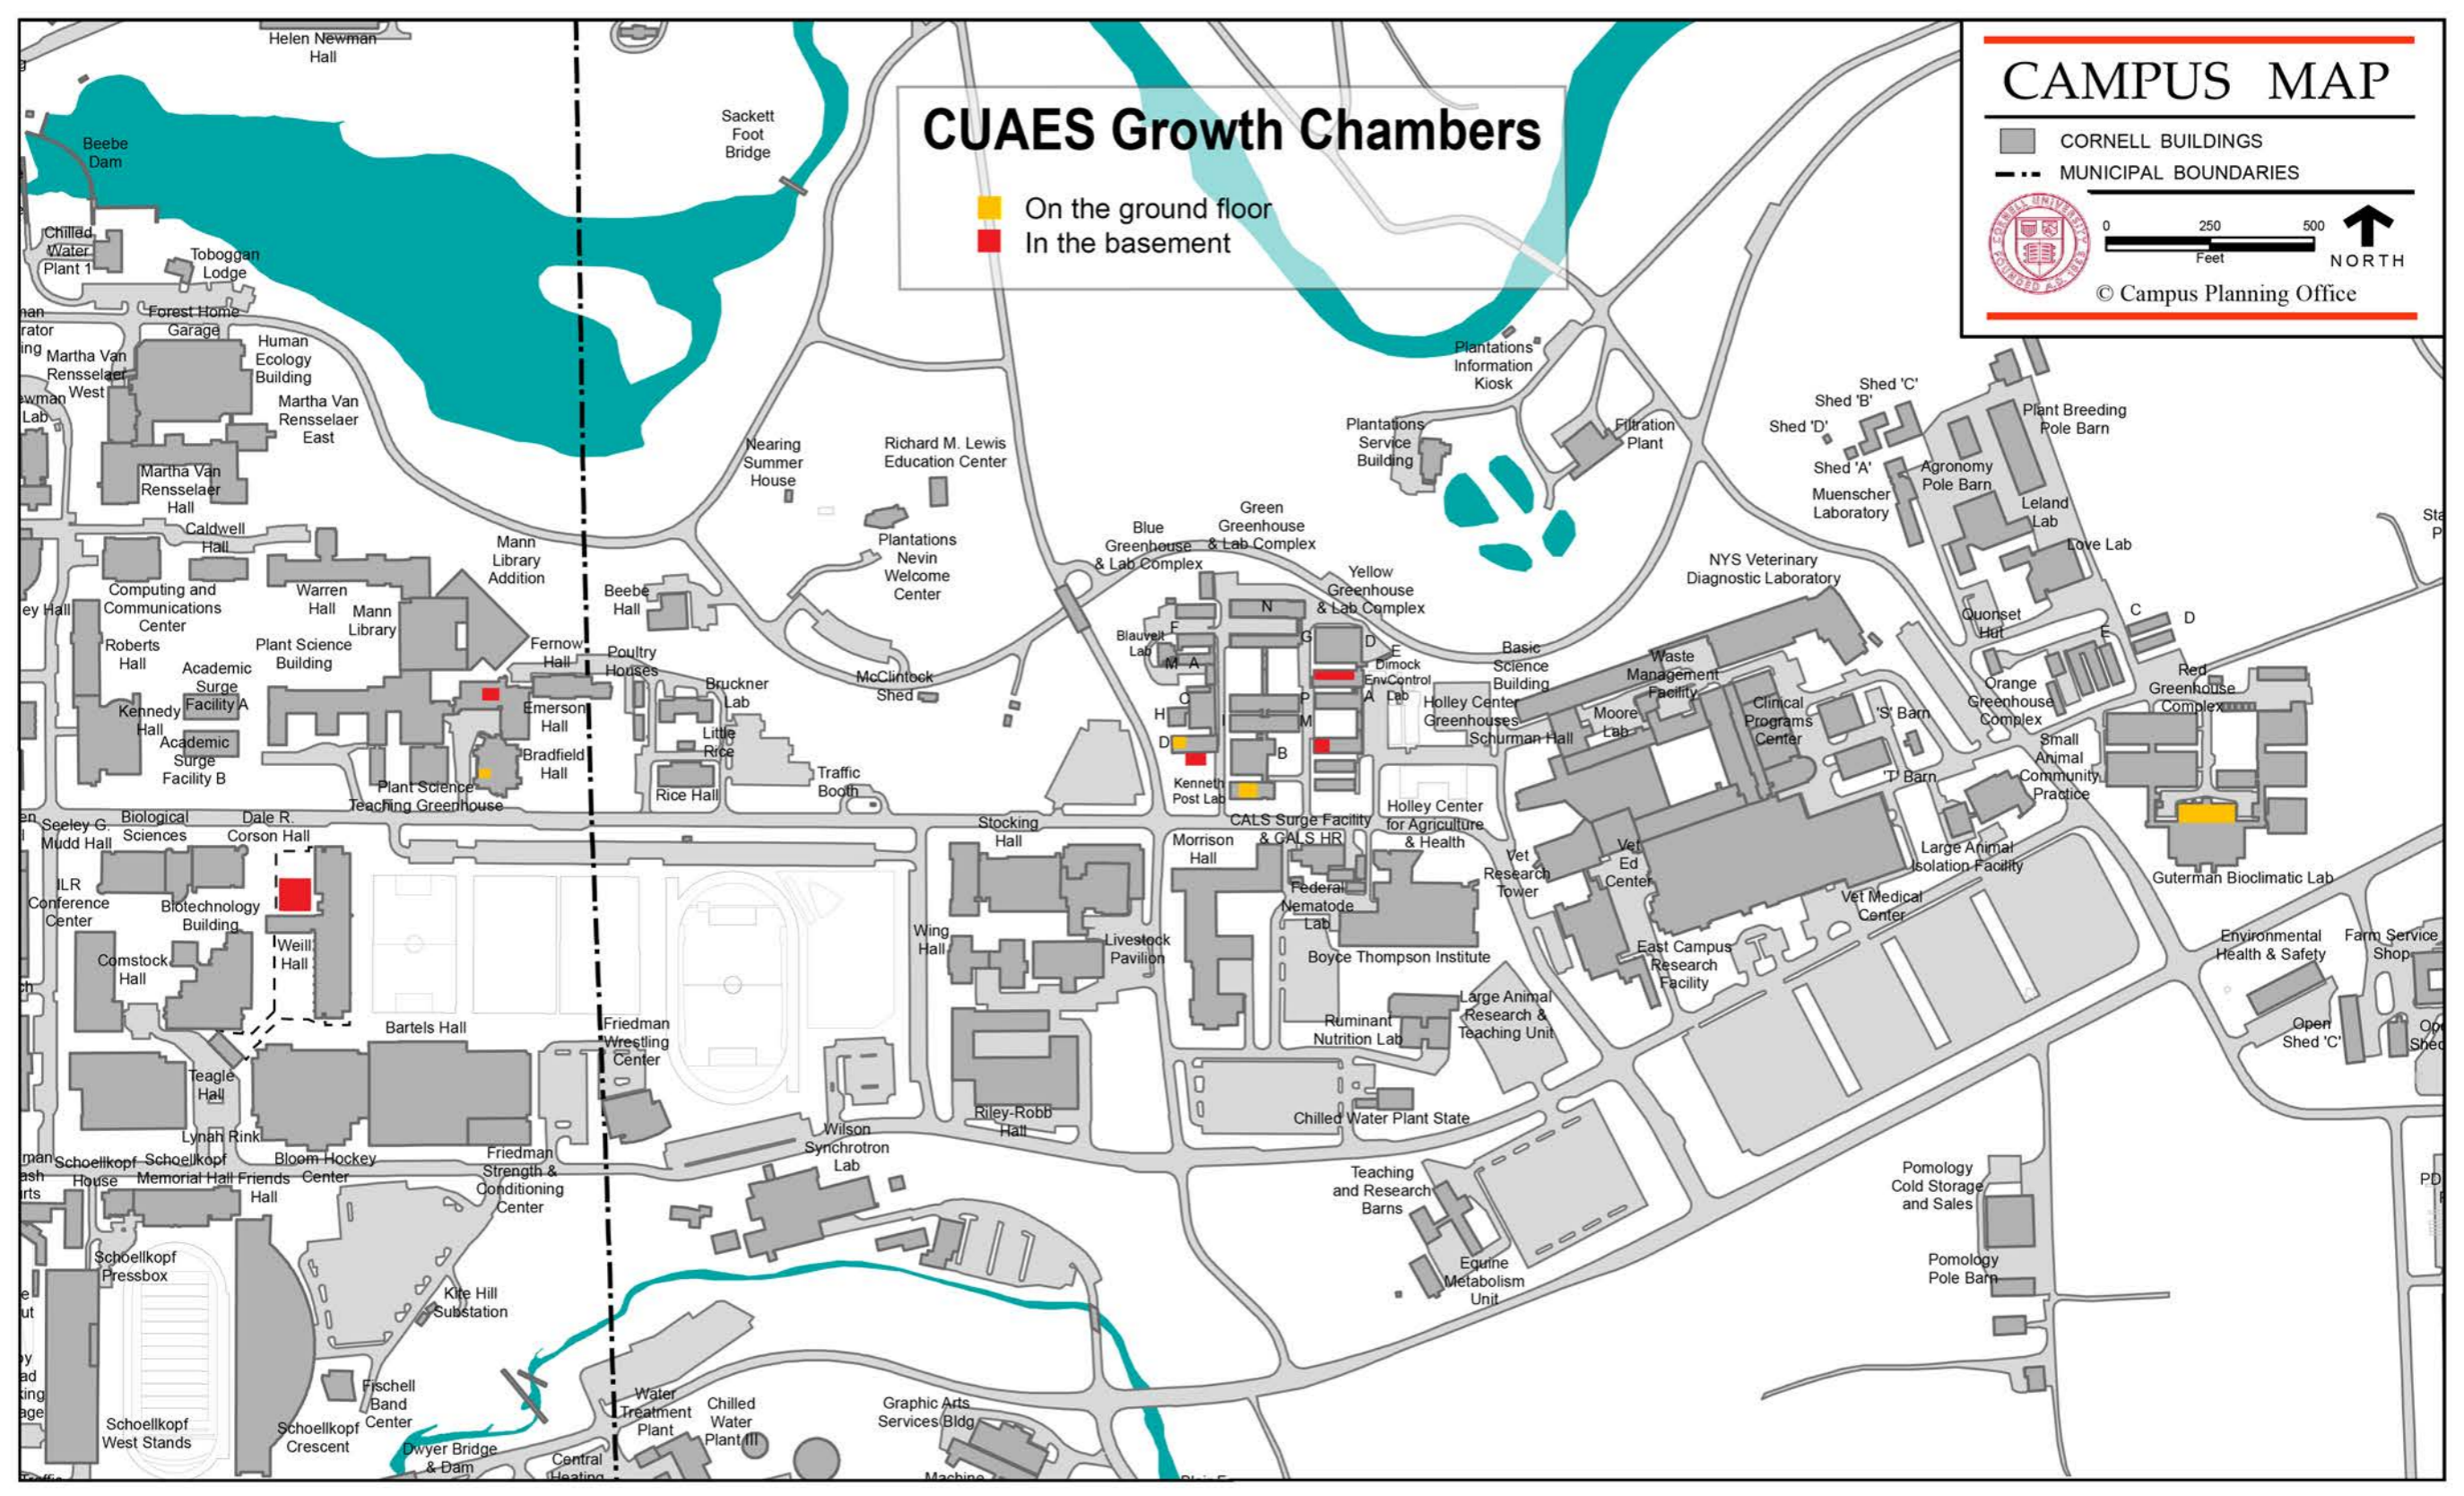 Helen Newman
Hall
Beebe
Dam
Sackett
Foot
Bridge
CUAES Growth Chambers
On the ground floor
In the basement
CAMPUS MAP
CORNELL BUILDINGS
MUNICIPAL BOUNDARIES
CORNELL UNIVERSITY
FOUNDED A.D. 1865
0 250 500
Feet
NORTH
© Campus Planning Office
Chilled
Water
Plant 1
Toboggan
Lodge
Forest Home
Garage
man
rator
ing
Martha Van
Rensselaer
West
Human
Ecology
Building
Martha Van
Rensselaer
East
ewman
Lab
Martha Van
Rensselaer
Hall
Caldwell
Hall
Mann
Library
Addition
Nearing
Summer
House
Richard M. Lewis
Education Center
Plantations
Nevin
Welcome
Center
Plantations
Information
Kiosk
Plantations
Service
Building
Filtration
Plant
Shed 'C'
Shed 'B'
Shed 'D'
Shed 'A'
Muenscher
Laboratory
Plant Breeding
Pole Barn
Agronomy
Pole Barn
Leland
Lab
Love Lab
Sta
P
Green
Greenhouse
& Lab Complex
Blue
Greenhouse
& Lab Complex
Yellow
Greenhouse
& Lab Complex
NYS Veterinary
Diagnostic Laboratory
ey Hall
Computing and
Communications
Center
Warren
Hall
Mann
Library
Roberts
Hall
Plant Science
Building
Academic
Surge
Facility A
Kennedy
Hall
Academic
Surge
Facility B
Fernow
Hall
Beebe
Hall
Poultry
Houses
Bruckner
Lab
Emerson
Hall
Little
Rice
Bradfield
Hall
Plant Science
Teaching Greenhouse
Rice Hall
Traffic
Booth
McClintock
Shed
Blauvelt
Lab
F
M A
C
H
D
I
N
G
P
M
B
D
E
A
Dimock
EnvControl
Lab
Kenneth
Post Lab
Holley Center
Greenhouses
Basic
Science
Building
Schurman Hall
Waste
Management
Facility
Moore
Lab
Clinical
Programs
Center
'S' Barn
'T' Barn
Quonset
Hut
Orange
Greenhouse
Complex
E
C
D
Red
Greenhouse
Complex
Small
Animal
Community
Practice
Guterman Bioclimatic Lab
Seeley G.
Mudd Hall
Biological
Sciences
Dale R.
Corson Hall
ILR
Conference
Center
Biotechnology
Building
Weill
Hall
Comstock
Hall
Stocking
Hall
Morrison
Hall
CALS Surge Facility
& CALS HR
Holley Center
for Agriculture
& Health
Federal
Nematode
Lab
Boyce Thompson Institute
Vet
Research
Tower
Vet
Ed
Center
Large Animal
Isolation Facility
Vet Medical
Center
East Campus
Research
Facility
Wing
Hall
Livestock
Pavilion
Environmental
Health & Safety
Farm Service
Shop
Open
Shed 'C'
Ope
Shed
Large Animal
Research &
Teaching Unit
Ruminant
Nutrition Lab
Chilled Water Plant State
Bartels Hall
Friedman
Wrestling
Center
Teagle
Hall
Lynah Rink
Riley-Robb
Hall
Wilson
Synchrotron
Lab
Schoellkopf
House
Schoellkopf
Memorial Hall
Friends
Hall
Bloom Hockey
Center
Friedman
Strength &
Conditioning
Center
Teaching
and Research
Barns
Equine
Metabolism
Unit
Pomology
Cold Storage
and Sales
Pomology
Pole Barn
PD
Schoellkopf
Pressbox
Kite Hill
Substation
Fischell
Band
Center
Schoellkopf
West Stands
Schoellkopf
Crescent
Dwyer Bridge
& Dam
Central
Heating
Water
Treatment
Plant
Chilled
Water
Plant III
Graphic Arts
Services Bldg
Machine